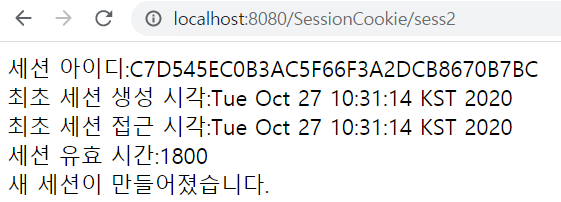 localhost:8080/SessionCookie/sess2
세션 아이디:C7D545EC0B3AC5F66F3A2DCB8670B7BC
최초 세션 생성 시각:Tue Oct 27 10:31:14 KST 2020
최초 세션 접근 시각:Tue Oct 27 10:31:14 KST 2020
세션 유효 시간:1800
새 세션이 만들어졌습니다.